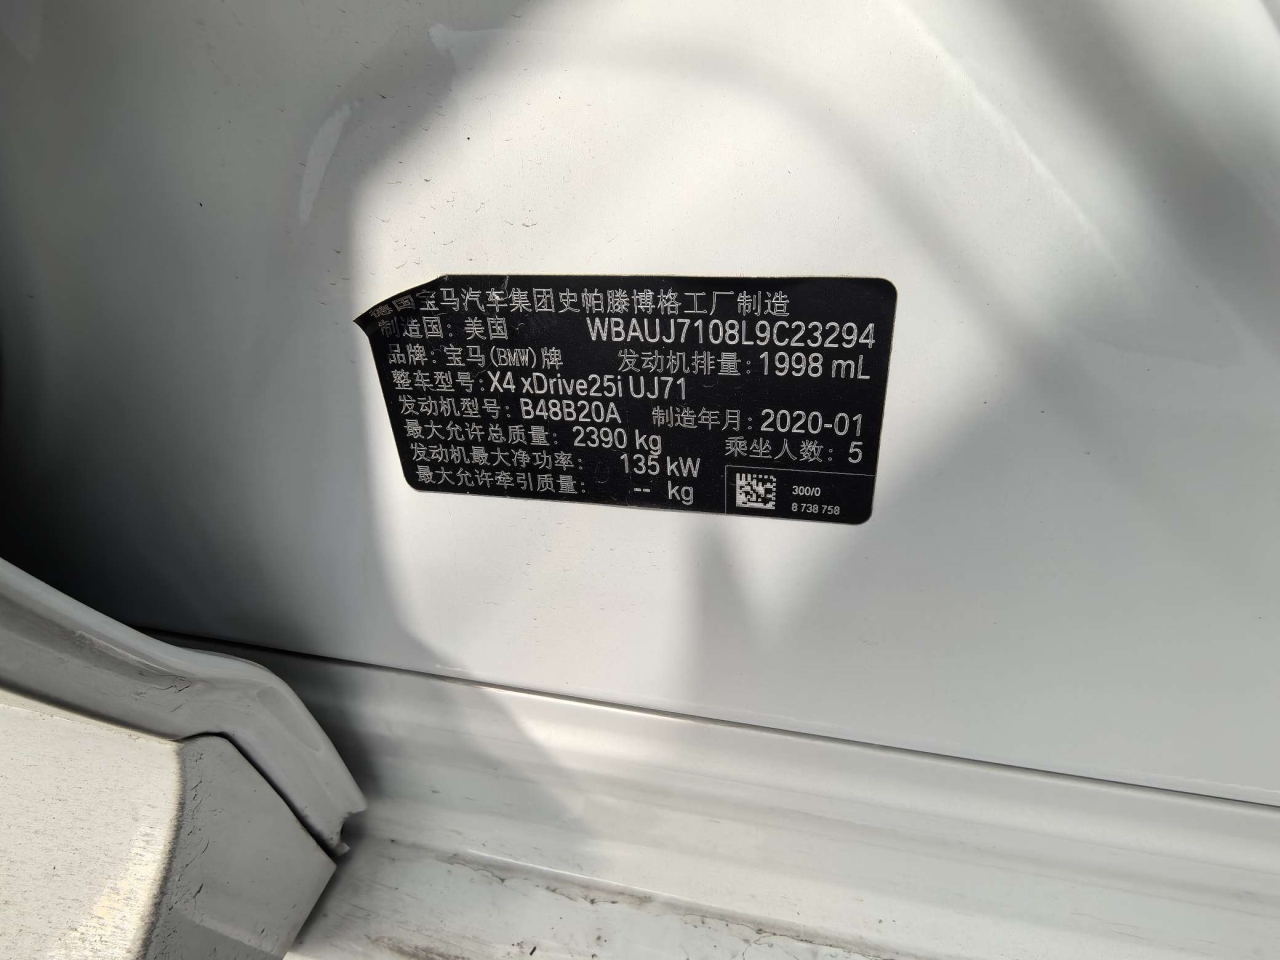 德国宝马汽车集团史帕滕博格工厂制造
制造国: 美国 WBAUJ7108L9C23294
品牌: 宝马(BMW)牌 发动机排量: 1998 mL
整车型号: X4 xDrive25i UJ71
发动机型号: B48B20A 制造年月: 2020-01
最大允许总质量: 2390 kg 乘坐人数: 5
发动机最大净功率: 135 kW
最大允许牵引质量: -- kg
300/0
8 738 758